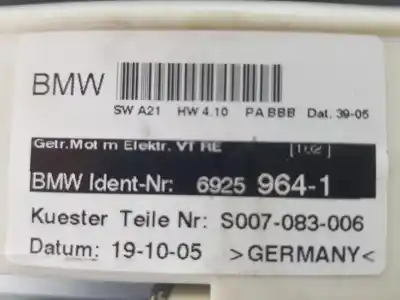 BMW
SW A21 HW 4.10 PA BBB Dat. 39-05
Getr.Mot m Elektr. VT RE [1U2]
BMW Ident-Nr: 6925 964-1
Kuester Teile Nr: S007-083-006
Datum: 19-10-05 >GERMANY<